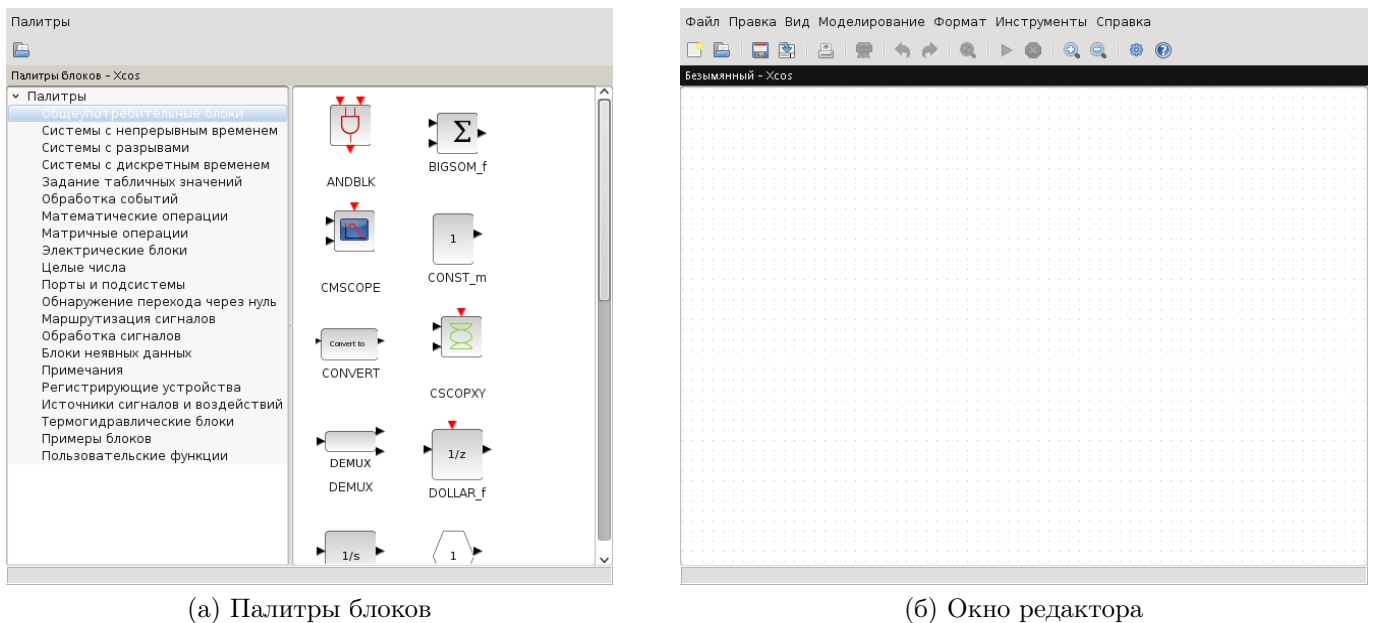 Палитры
Палитры блоков – Xcos
Палитры
Общеупотребительные блоки
Системы с непрерывным временем
Системы с разрывами
Системы с дискретным временем
Задание табличных значений
Обработка событий
Математические операции
Матричные операции
Электрические блоки
Целые числа
Порты и подсистемы
Обнаружение перехода через нуль
Маршрутизация сигналов
Обработка сигналов
Блоки неявных данных
Примечания
Регистрирующие устройства
Источники сигналов и воздействий
Термогидравлические блоки
Примеры блоков
Пользовательские функции
Σ
ANDBLK
BIGSOM_f
1
CMSCOPE
CONST_m
Convert to
CONVERT
CSCOPXY
1/z
DEMUX
DEMUX
DOLLAR_f
1/s
1
(а) Палитры блоков
Файл Правка Вид Моделирование Формат Инструменты Справка
Безымянный – Xcos
(б) Окно редактора